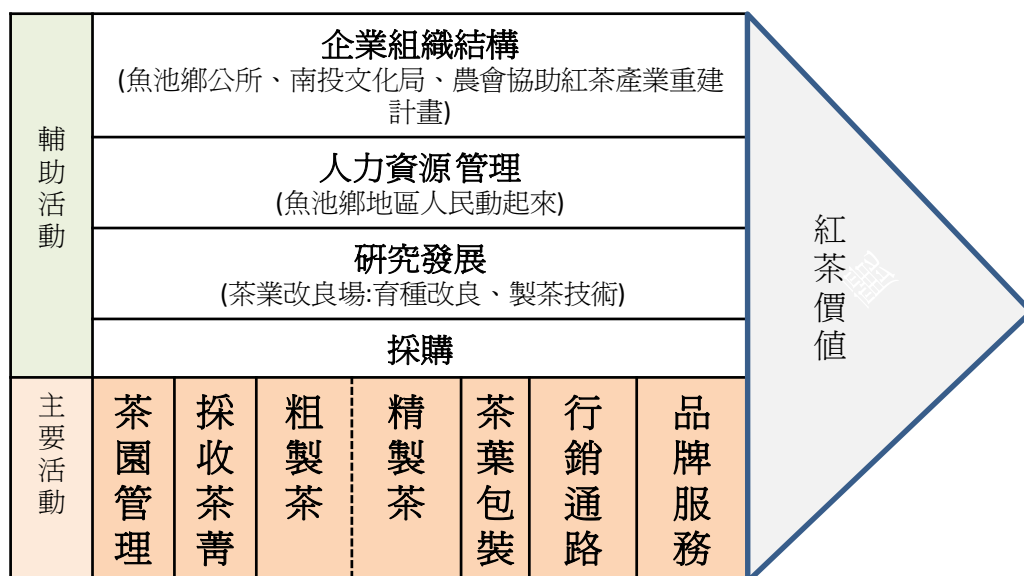 輔助活動
企業組織結構
(魚池鄉公所、南投文化局、農會協助紅茶產業重建
計畫)
人力資源管理
(魚池鄉地區人民動起來)
研究發展
(茶業改良場:育種改良、製茶技術)
採購
主要活動
茶園管理
採收茶菁
粗製茶
精製茶
茶葉包裝
行銷通路
品牌服務
紅茶價值